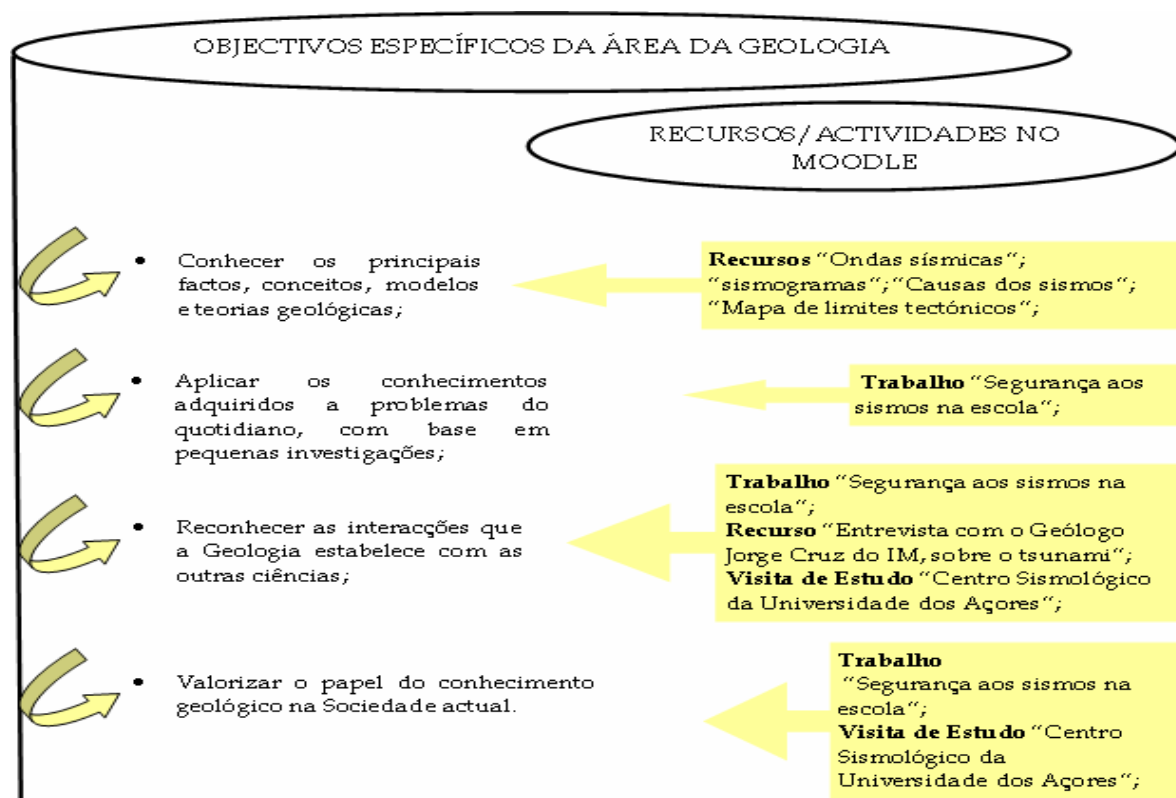 OBJECTIVOS ESPECÍFICOS DA ÁREA DA GEOLOGIA
RECURSOS/ACTIVIDADES NO
MOODLE
• Conhecer os principais
factos, conceitos, modelos
e teorias geológicas;
Recursos “Ondas sísmicas”;
“sismogramas”;“Causas dos sismos”;
“Mapa de limites tectónicos”;
• Aplicar os conhecimentos
adquiridos a problemas do
quotidiano, com base em
pequenas investigações;
Trabalho “Segurança aos
sismos na escola”;
• Reconhecer as interacções que
a Geologia estabelece com as
outras ciências;
Trabalho “Segurança aos sismos na
escola”;
Recurso “Entrevista com o Geólogo
Jorge Cruz do IM, sobre o tsunami”;
Visita de Estudo “Centro Sismológico
da Universidade dos Açores”;
• Valorizar o papel do conhecimento
geológico na Sociedade actual.
Trabalho
“Segurança aos sismos na
escola”;
Visita de Estudo “Centro
Sismológico da
Universidade dos Açores”;